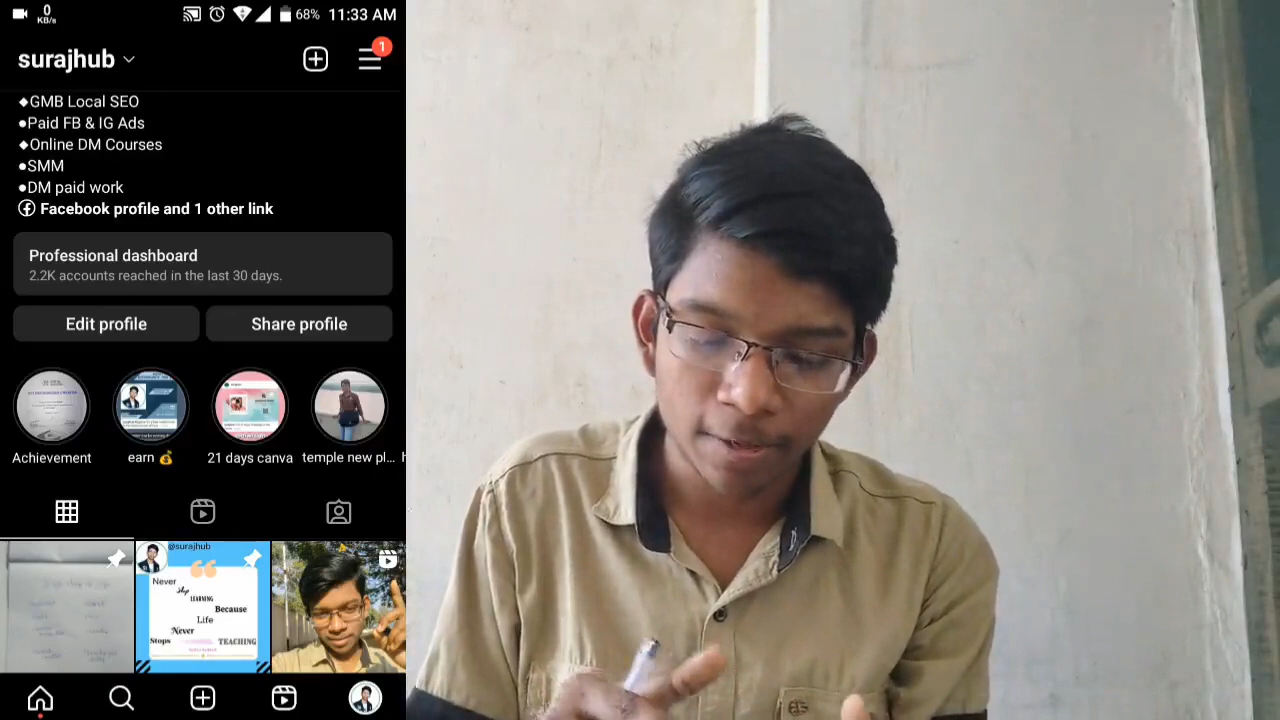 0
KB/s
68% 11:33 AM
surajhub
1
◆GMB Local SEO
●Paid FB & IG Ads
◆Online DM Courses
●SMM
●DM paid work
Facebook profile and 1 other link
Professional dashboard
2.2K accounts reached in the last 30 days.
Edit profile
Share profile
Achievement
earn 💰
21 days canva
temple new pl...
@surajhub
Never
Stop
LEARNING
Because
Life
Never
Stops
TEACHING